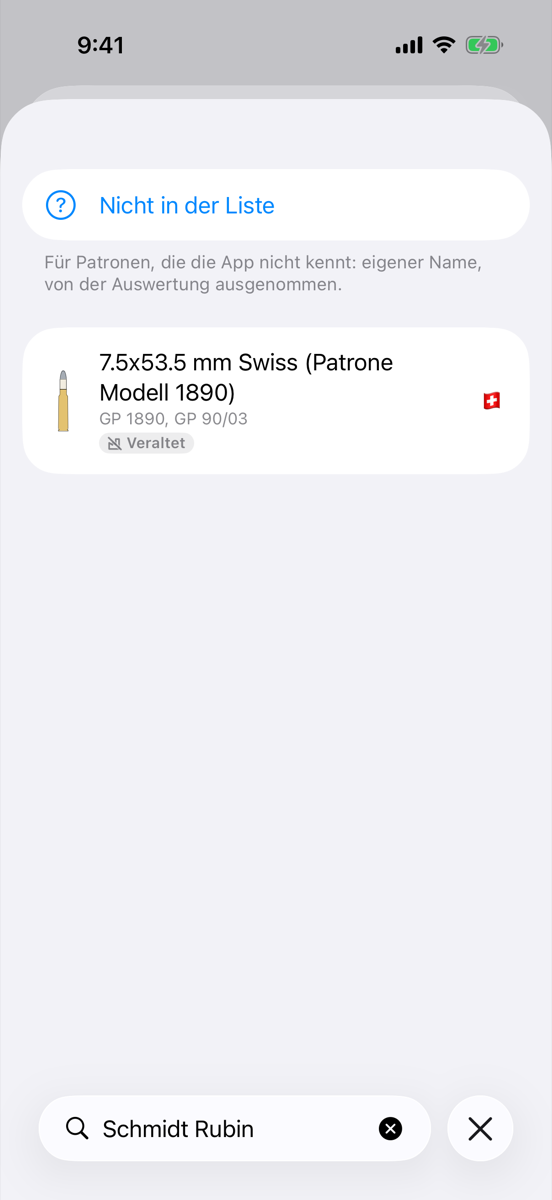 9:41
Nicht in der Liste
Für Patronen, die die App nicht kennt: eigener Name,
von der Auswertung ausgenommen.
7.5x53.5 mm Swiss (Patrone
Modell 1890)
GP 1890, GP 90/03
Veraltet
Schmidt Rubin